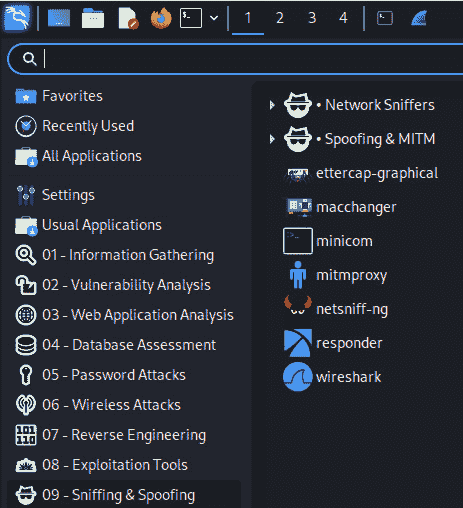 1 2 3 4
Favorites
Recently Used
All Applications
Settings
Usual Applications
01 - Information Gathering
02 - Vulnerability Analysis
03 - Web Application Analysis
04 - Database Assessment
05 - Password Attacks
06 - Wireless Attacks
07 - Reverse Engineering
08 - Exploitation Tools
09 - Sniffing & Spoofing
• Network Sniffers
• Spoofing & MITM
ettercap-graphical
macchanger
minicom
mitmproxy
netsniff-ng
responder
wireshark